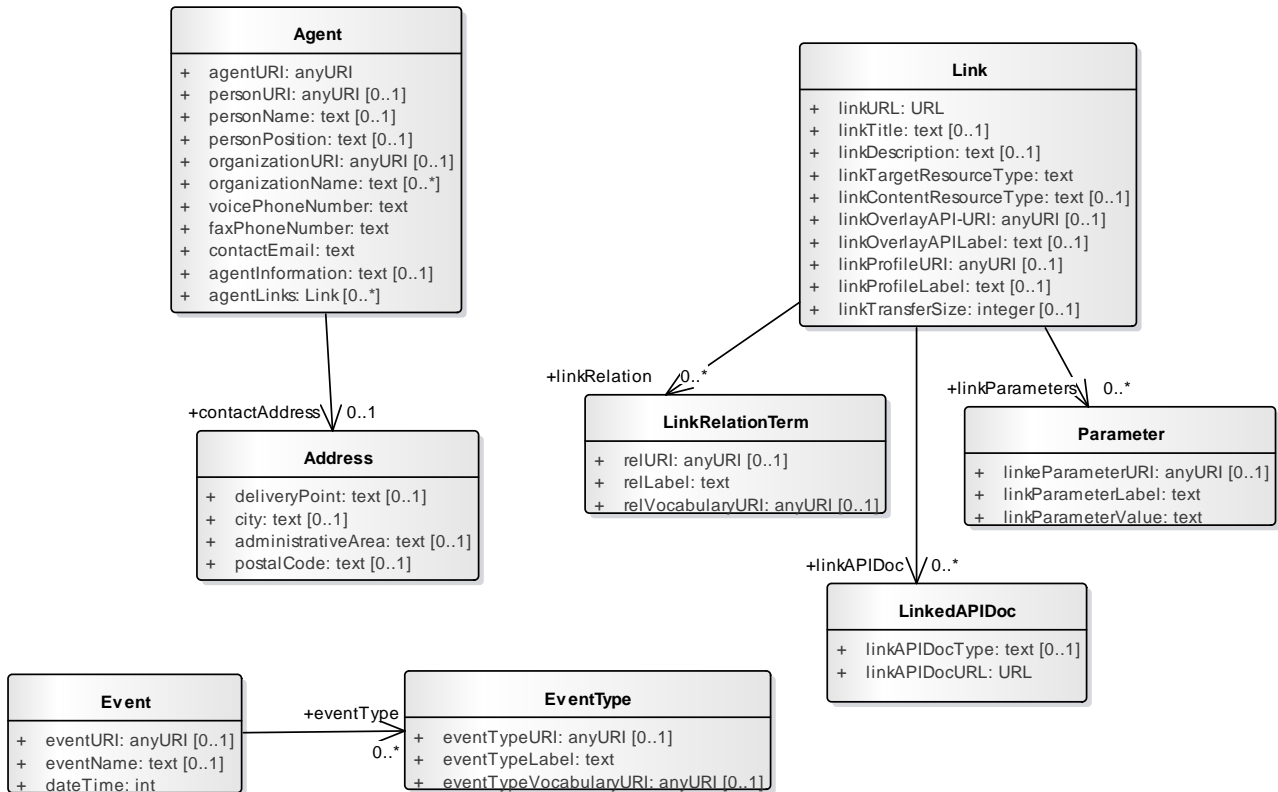 Agent
+ agentURI: anyURI
+ personURI: anyURI [0..1]
+ personName: text [0..1]
+ personPosition: text [0..1]
+ organizationURI: anyURI [0..1]
+ organizationName: text [0..*]
+ voicePhoneNumber: text
+ faxPhoneNumber: text
+ contactEmail: text
+ agentInformation: text [0..1]
+ agentLinks: Link [0..*]
Link
+ linkURL: URL
+ linkTitle: text [0..1]
+ linkDescription: text [0..1]
+ linkTargetResourceType: text
+ linkContentResourceType: text [0..1]
+ linkOverlayAPI-URI: anyURI [0..1]
+ linkOverlayAPILabel: text [0..1]
+ linkProfileURI: anyURI [0..1]
+ linkProfileLabel: text [0..1]
+ linkTransferSize: integer [0..1]
+contactAddress 0..1
Address
+ deliveryPoint: text [0..1]
+ city: text [0..1]
+ administrativeArea: text [0..1]
+ postalCode: text [0..1]
+linkRelation 0..*
LinkRelationTerm
+ relURI: anyURI [0..1]
+ relLabel: text
+ relVocabularyURI: anyURI [0..1]
+linkParameters 0..*
Parameter
+ linkeParameterURI: anyURI [0..1]
+ linkParameterLabel: text
+ linkParameterValue: text
+linkAPIDoc 0..*
LinkedAPIDoc
+ linkAPIDocType: text [0..1]
+ linkAPIDocURL: URL
Event
+ eventURI: anyURI [0..1]
+ eventName: text [0..1]
+ dateTime: int
+eventType
0..*
EventType
+ eventTypeURI: anyURI [0..1]
+ eventTypeLabel: text
+ eventTypeVocabularyURI: anyURI [0..1]